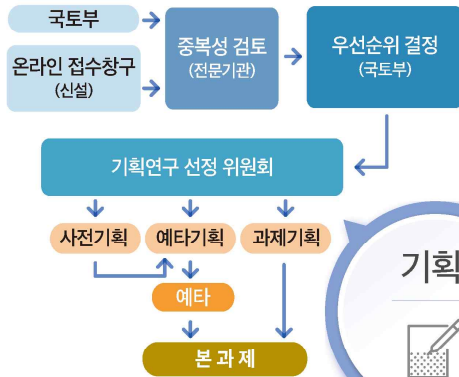 국토부
온라인 접수창구
(신설)
중복성 검토
(전문기관)
우선순위 결정
(국토부)
기획연구 선정 위원회
사전기획
예타기획
과제기획
예타
본 과 제
기획